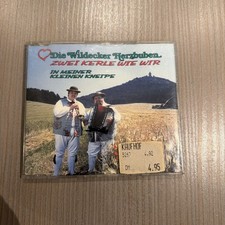 Die Wildecker Herzbuben
ZWEI KERLE WIE WIR
IN MEINER
KLEINEN KNEIPE
KAUFHOF
4.95